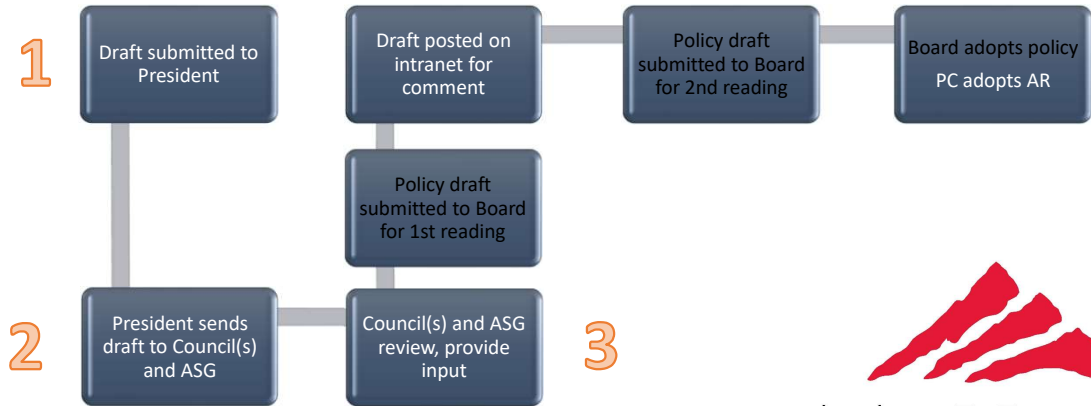 1
Draft submitted to
President
2
President sends
draft to Council(s)
and ASG
Council(s) and ASG
review, provide
input
3
Policy draft
submitted to Board
for 1st reading
Draft posted on
intranet for
comment
Policy draft
submitted to Board
for 2nd reading
Board adopts policy
PC adopts AR